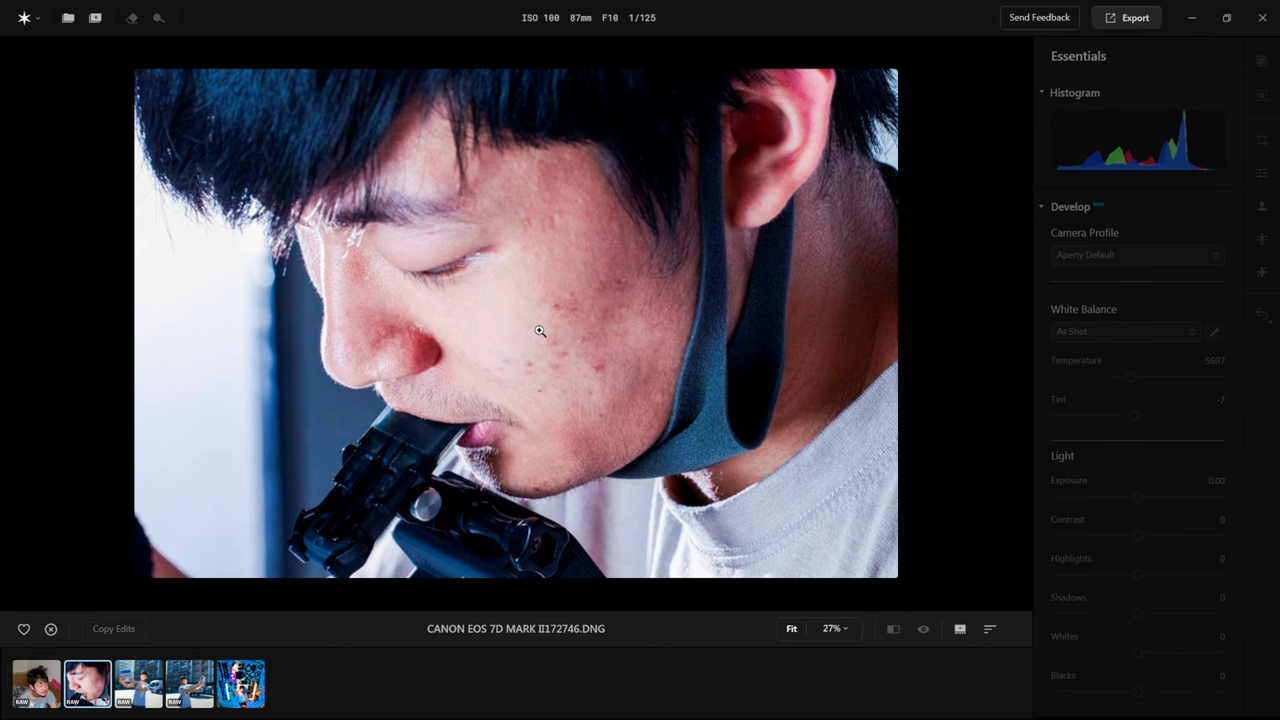 ISO 100 87mm F10 1/125
Send Feedback
Export
Essentials
Histogram
Develop RAW
Camera Profile
Aperty Default
White Balance
As Shot
Temperature 5697
Tint -7
Light
Exposure 0.00
Contrast 0
Highlights 0
Shadows 0
Whites 0
Blacks 0
Copy Edits
CANON EOS 7D MARK II172746.DNG
Fit
27%
RAW
RAW
RAW
RAW